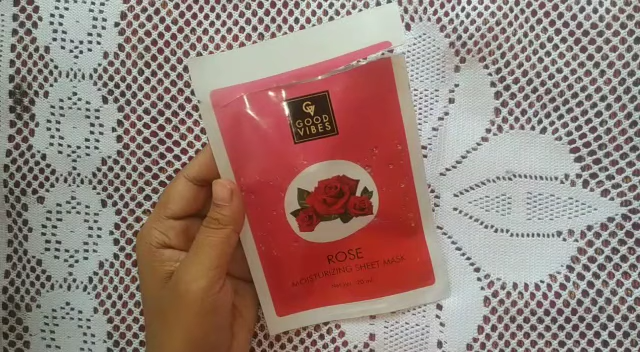 GV
GOOD
VIBES
ROSE
MOISTURIZING SHEET MASK